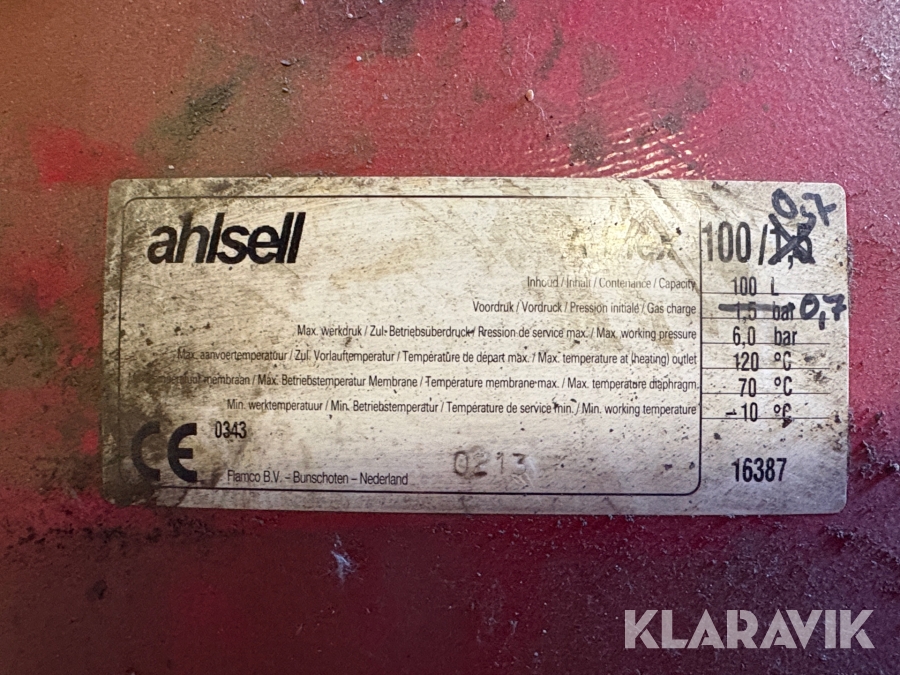 ahlsell
100/1,5 0,7
Inhoud / Inhalt / Contenance / Capacity 100 L
Voordruk / Vordruck / Pression initiale / Gas charge 1,5 bar 0,7
Max. werkdruk / Zul. Betriebsüberdruck / Pression de service max. / Max. working pressure 6,0 bar
Max. aanvoertemperatuur / Zul. Vorlauftemperatur / Température de départ max. / Max. temperature at (heating) outlet 120 °C
membraan / Max. Betriebstemperatur Membrane / Température membrane max. / Max. temperature diaphragm. 70 °C
Min. werktemperatuur / Min. Betriebstemperatur / Température de service min. / Min. working temperature -10 °C
CE 0343
Flamco B.V. – Bunschoten – Nederland 0213 16387
KLARAVIK